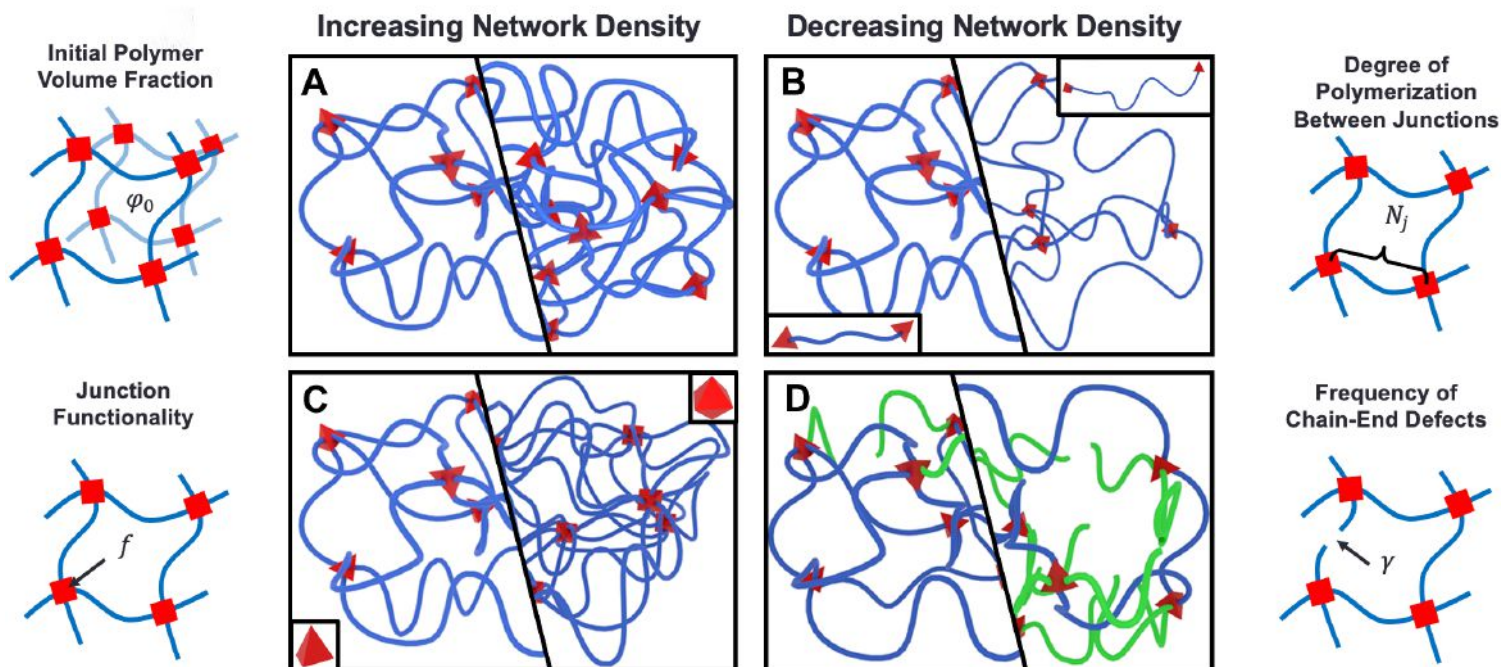 Increasing Network Density
Decreasing Network Density
Initial Polymer
Volume Fraction
φ₀
A
B
Degree of
Polymerization
Between Junctions
Nⱼ
Junction
Functionality
f
C
D
Frequency of
Chain-End Defects
γ